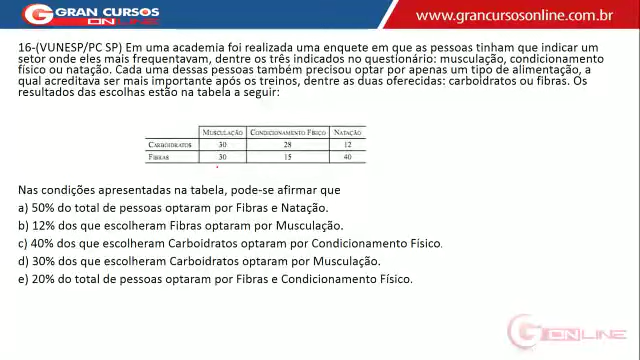 GRAN CURSOS
ONLINE
www.grancursosonline.com.br
16-(VUNESP/PC SP) Em uma academia foi realizada uma enquete em que as pessoas tinham que indicar um
setor onde eles mais frequentavam, dentre os três indicados no questionário: musculação, condicionamento
físico ou natação. Cada uma dessas pessoas também precisou optar por apenas um tipo de alimentação, a
qual acreditava ser mais importante após os treinos, dentre as duas oferecidas: carboidratos ou fibras. Os
resultados das escolhas estão na tabela a seguir:
MUSCULAÇÃO CONDICIONAMENTO FÍSICO NATAÇÃO
CARBOIDRATOS 30 28 12
FIBRAS 30 15 40
Nas condições apresentadas na tabela, pode-se afirmar que
a) 50% do total de pessoas optaram por Fibras e Natação.
b) 12% dos que escolheram Fibras optaram por Musculação.
c) 40% dos que escolheram Carboidratos optaram por Condicionamento Físico.
d) 30% dos que escolheram Carboidratos optaram por Musculação.
e) 20% do total de pessoas optaram por Fibras e Condicionamento Físico.
G ONLINE